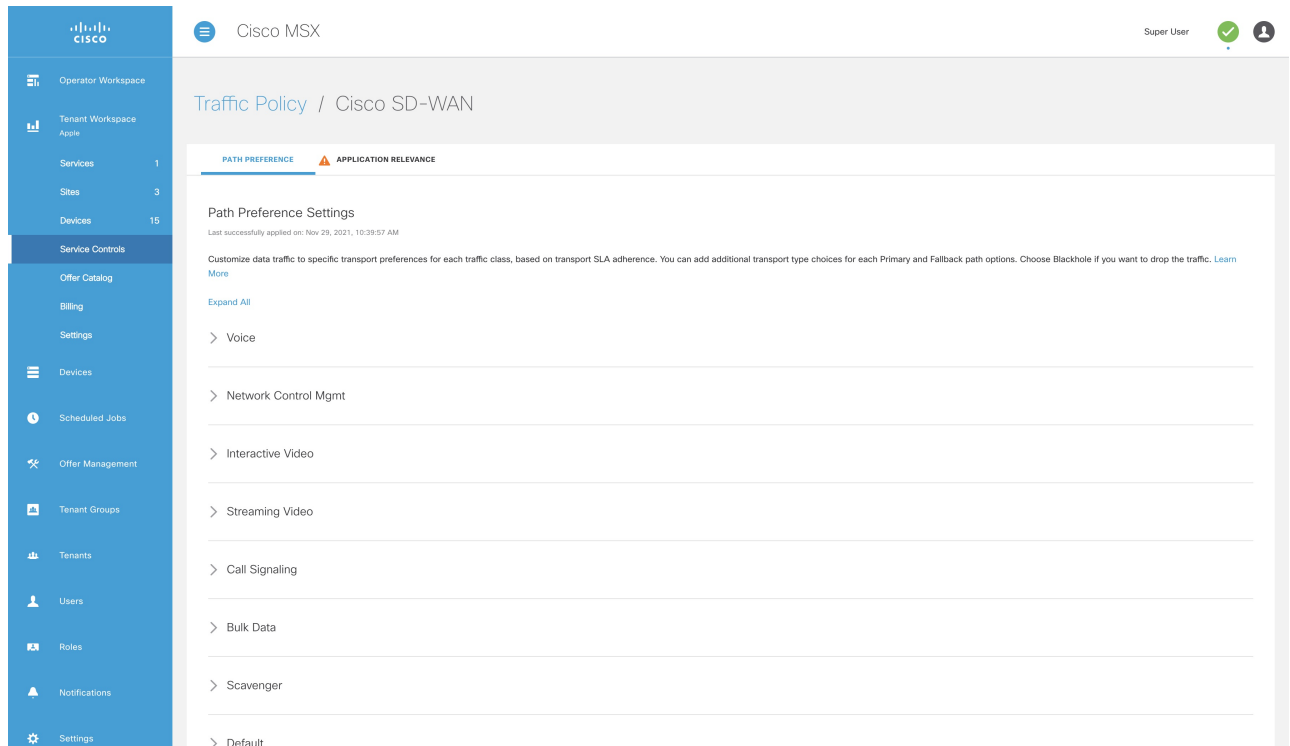 CISCO
Cisco MSX
Super User
Operator Workspace
Tenant Workspace
Apple
Services 1
Sites 3
Devices 15
Service Controls
Offer Catalog
Billing
Settings
Devices
Scheduled Jobs
Offer Management
Tenant Groups
Tenants
Users
Roles
Notifications
Settings
Traffic Policy / Cisco SD-WAN
PATH PREFERENCE
APPLICATION RELEVANCE
Path Preference Settings
Last successfully applied on: Nov 29, 2021, 10:39:57 AM
Customize data traffic to specific transport preferences for each traffic class, based on transport SLA adherence. You can add additional transport type choices for each Primary and Fallback path options. Choose Blackhole if you want to drop the traffic. Learn
More
Expand All
Voice
Network Control Mgmt
Interactive Video
Streaming Video
Call Signaling
Bulk Data
Scavenger
Default